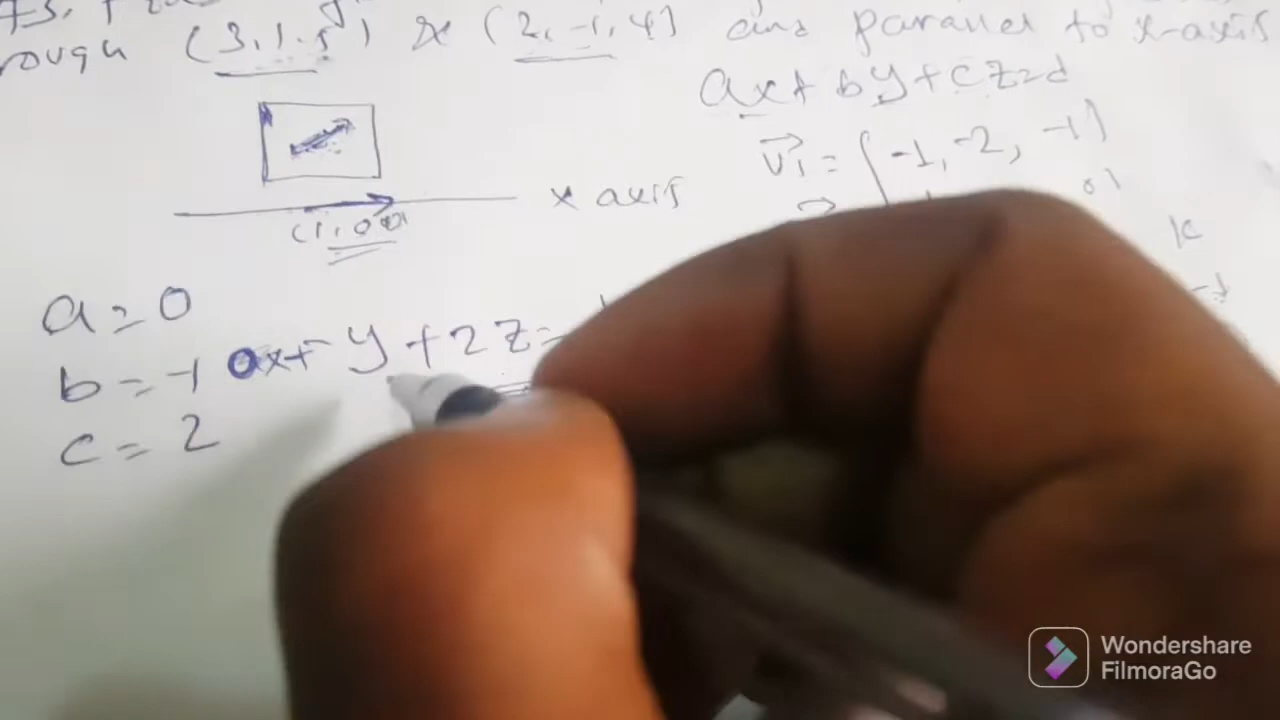 rough (3,1,5) & (2,-1,4) and parallel to x-axis
ax+by+cz=d
v₁ = (-1, -2, -1)
x axis
(1,0,0)
k
a=0
b=-1 0x+-y+2z=
c=2
Wondershare
FilmoraGo